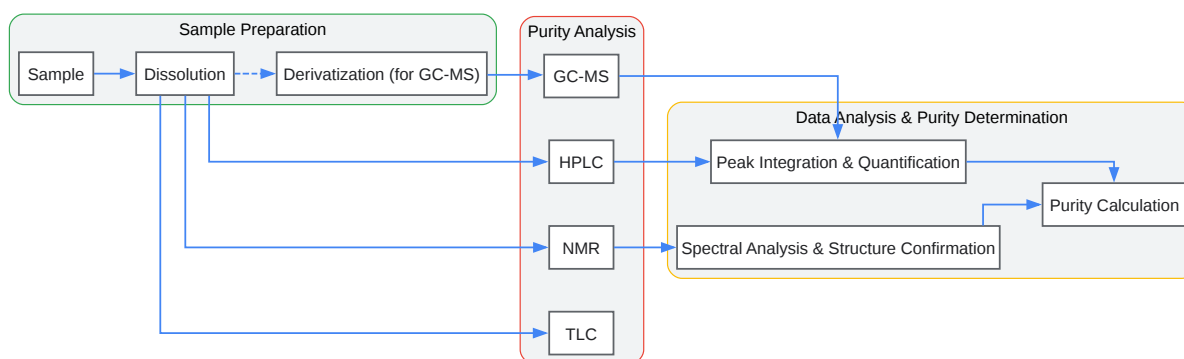 Sample Preparation
Purity Analysis
Sample
Dissolution
Derivatization (for GC-MS)
GC-MS
Data Analysis & Purity Determination
HPLC
Peak Integration & Quantification
Purity Calculation
NMR
Spectral Analysis & Structure Confirmation
TLC